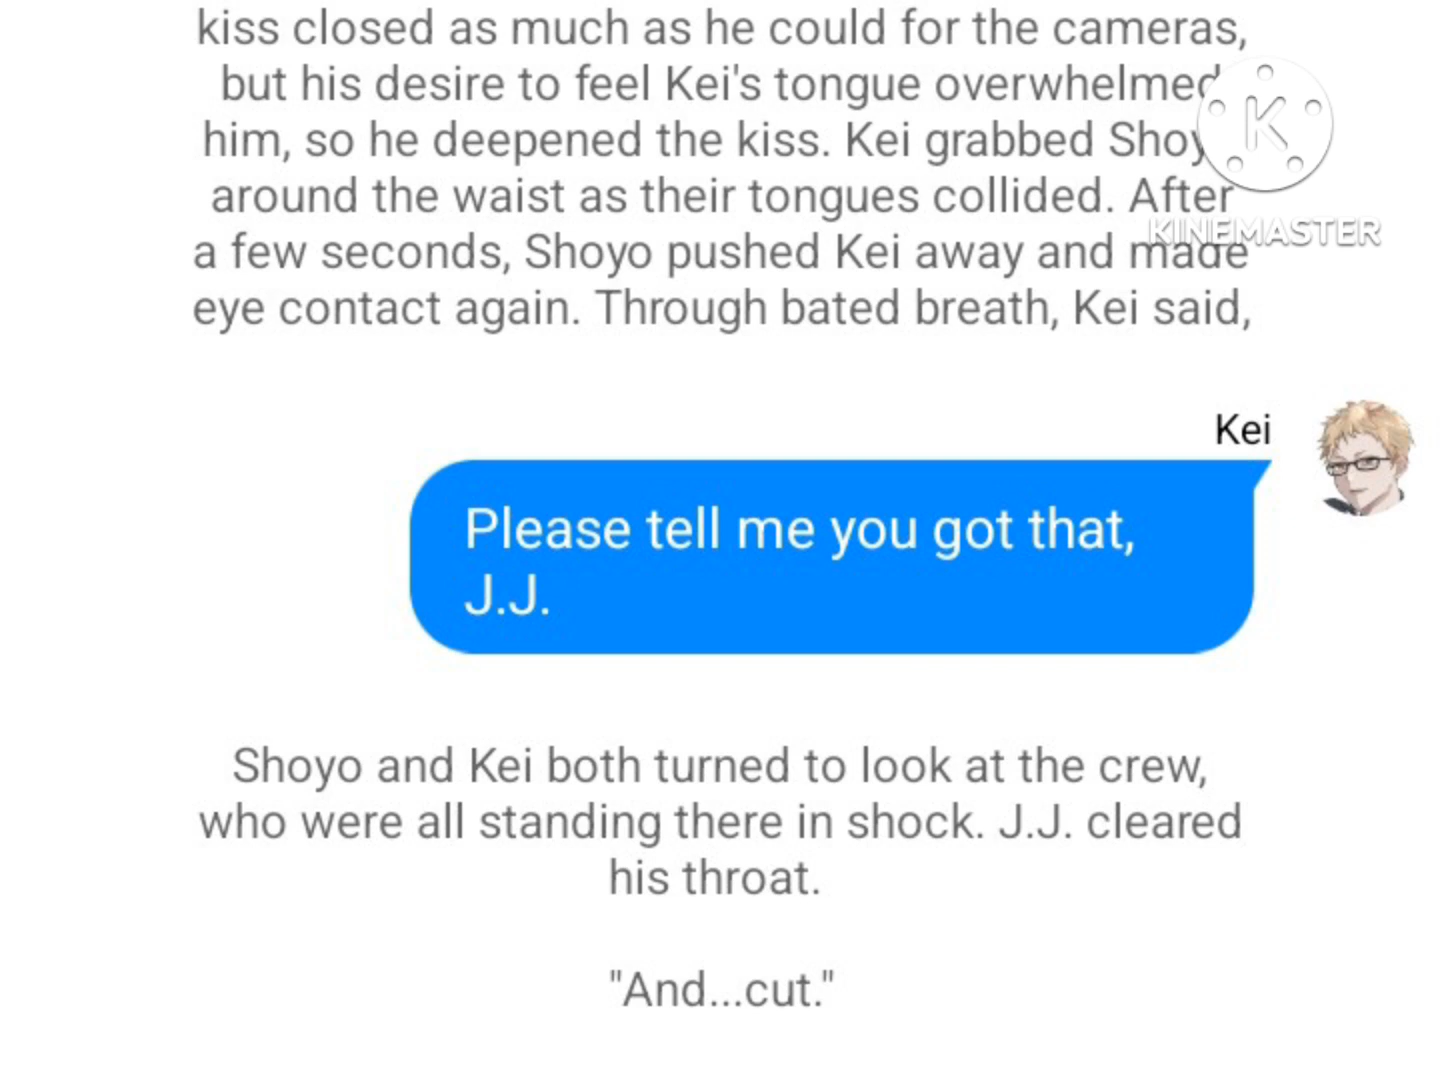 kiss closed as much as he could for the cameras,
but his desire to feel Kei's tongue overwhelmed
him, so he deepened the kiss. Kei grabbed Shoyo
around the waist as their tongues collided. After
a few seconds, Shoyo pushed Kei away and made
eye contact again. Through bated breath, Kei said,
K
KINEMASTER
Kei
Please tell me you got that,
J.J.
Shoyo and Kei both turned to look at the crew,
who were all standing there in shock. J.J. cleared
his throat.
"And...cut."